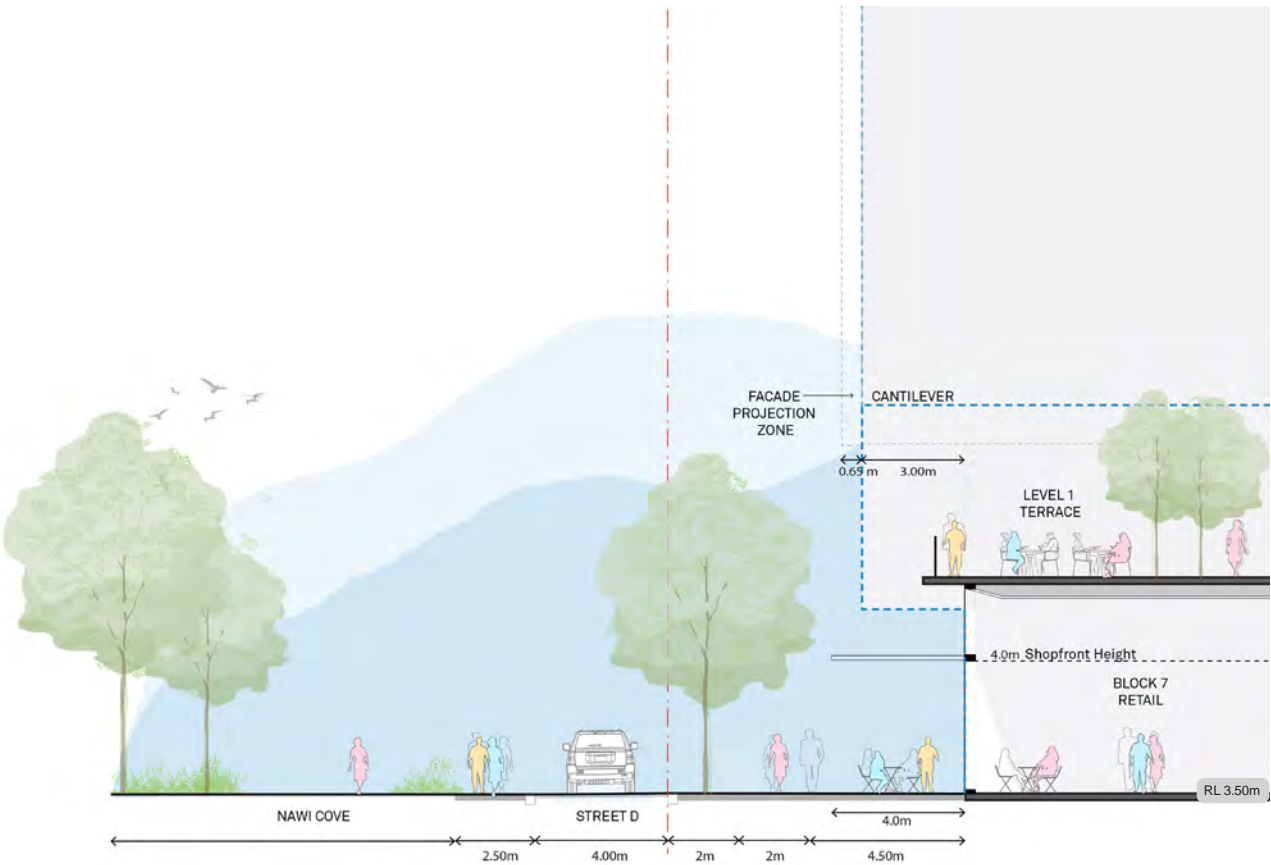 FACADE
PROJECTION
ZONE
CANTILEVER
0.65 m
3.00m
LEVEL 1
TERRACE
4.0m Shopfront Height
BLOCK 7
RETAIL
RL 3.50m
NAWI COVE
STREET D
4.0m
2.50m
4.00m
2m
2m
4.50m